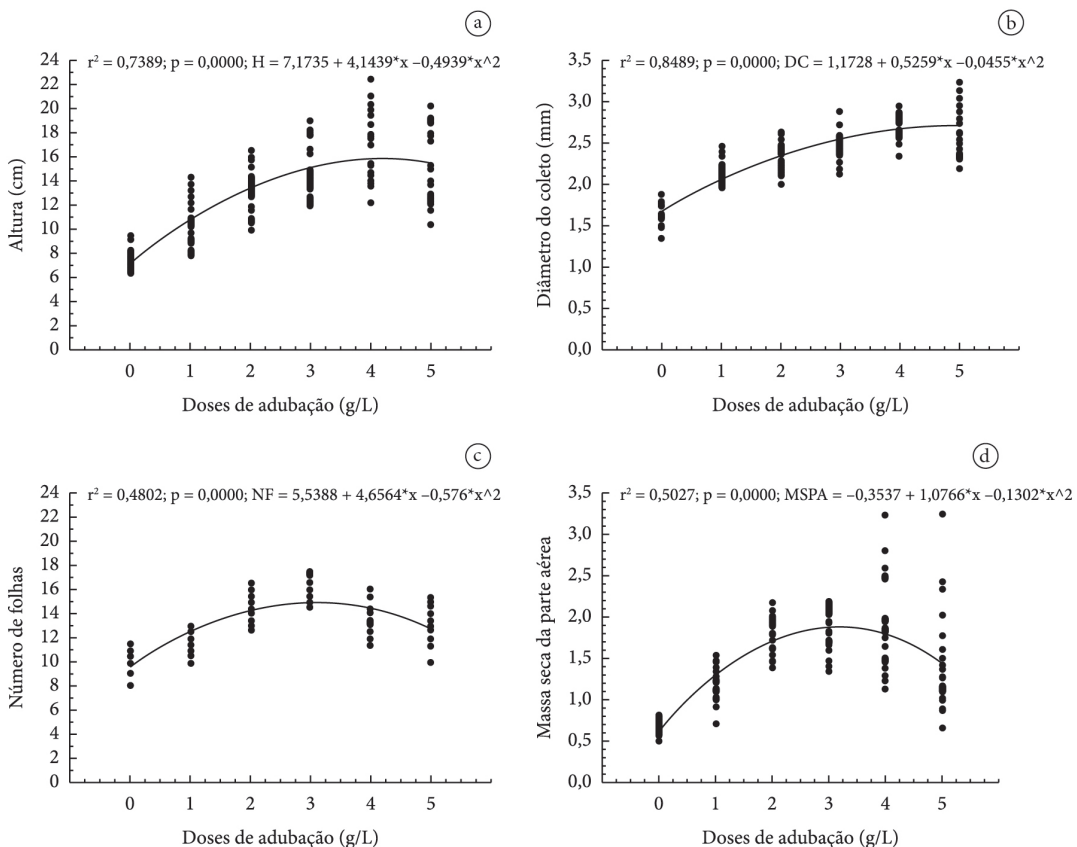 a
r² = 0,7389; p = 0,0000; H = 7,1735 + 4,1439*x −0,4939*x^2
24
22
20
18
16
14
12
10
8
6
4
2
0
Altura (cm)
0 1 2 3 4 5
Doses de adubação (g/L)
b
r² = 0,8489; p = 0,0000; DC = 1,1728 + 0,5259*x −0,0455*x^2
3,5
3,0
2,5
2,0
1,5
1,0
0,5
0,0
Diâmetro do coleto (mm)
0 1 2 3 4 5
Doses de adubação (g/L)
c
r² = 0,4802; p = 0,0000; NF = 5,5388 + 4,6564*x −0,576*x^2
24
22
20
18
16
14
12
10
8
6
4
2
0
Número de folhas
0 1 2 3 4 5
Doses de adubação (g/L)
d
r² = 0,5027; p = 0,0000; MSPA = −0,3537 + 1,0766*x −0,1302*x^2
3,5
3,0
2,5
2,0
1,5
1,0
0,5
0,0
Massa seca da parte aérea
0 1 2 3 4 5
Doses de adubação (g/L)